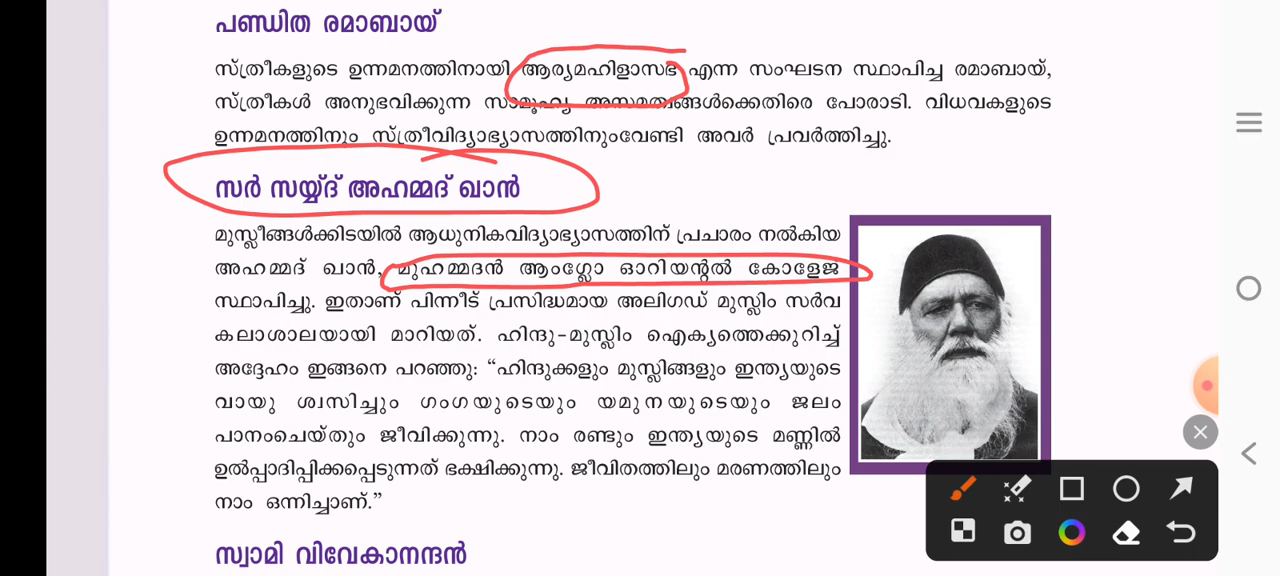 പണ്ഡിത രമാബായ്
സ്ത്രീകളുടെ ഉന്നമനത്തിനായി ആര്യമഹിളാസഭ എന്ന സംഘടന സ്ഥാപിച്ച രമാബായ്,
സ്ത്രീകൾ അനുഭവിക്കുന്ന സാമൂഹ്യ അസമത്വങ്ങൾക്കെതിരെ പോരാടി. വിധവകളുടെ
ഉന്നമനത്തിനും സ്ത്രീവിദ്യാഭ്യാസത്തിനുംവേണ്ടി അവർ പ്രവർത്തിച്ചു.
സർ സയ്യ്ദ് അഹമ്മദ് ഖാൻ
മുസ്ലീങ്ങൾക്കിടയിൽ ആധുനികവിദ്യാഭ്യാസത്തിന് പ്രചാരം നൽകിയ
അഹമ്മദ് ഖാൻ, മുഹമ്മദൻ ആംഗ്ലോ ഓറിയന്റൽ കോളേജ
സ്ഥാപിച്ചു. ഇതാണ് പിന്നീട് പ്രസിദ്ധമായ അലിഗഡ് മുസ്ലിം സർവ
കലാശാലയായി മാറിയത്. ഹിന്ദു-മുസ്ലിം ഐക്യത്തെക്കുറിച്ച്
അദ്ദേഹം ഇങ്ങനെ പറഞ്ഞു: “ഹിന്ദുക്കളും മുസ്ലിങ്ങളും ഇന്ത്യയുടെ
വായു ശ്വസിച്ചും ഗംഗയുടെയും യമുനയുടെയും ജലം
പാനംചെയ്തും ജീവിക്കുന്നു. നാം രണ്ടും ഇന്ത്യയുടെ മണ്ണിൽ
ഉൽപ്പാദിപ്പിക്കപ്പെടുന്നത് ഭക്ഷിക്കുന്നു. ജീവിതത്തിലും മരണത്തിലും
നാം ഒന്നിച്ചാണ്.”
സ്വാമി വിവേകാനന്ദൻ